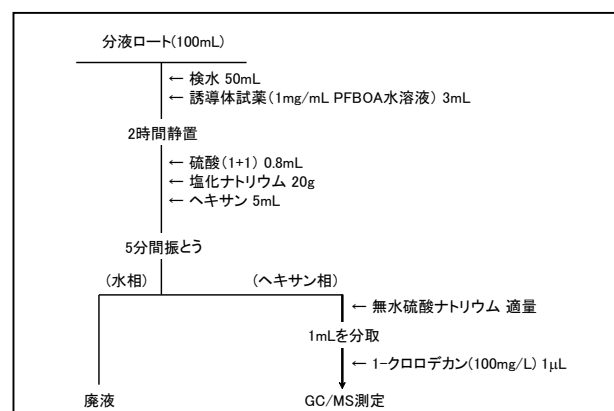 分液ロート(100mL)
← 検水 50mL
← 誘導体試薬(1mg/mL PFBOA水溶液) 3mL
2時間静置
← 硫酸(1+1) 0.8mL
← 塩化ナトリウム 20g
← ヘキサン 5mL
5分間振とう
(水相) (ヘキサン相)
← 無水硫酸ナトリウム 適量
1mLを分取
← 1-クロロデカン(100mg/L) 1μL
廃液 GC/MS測定